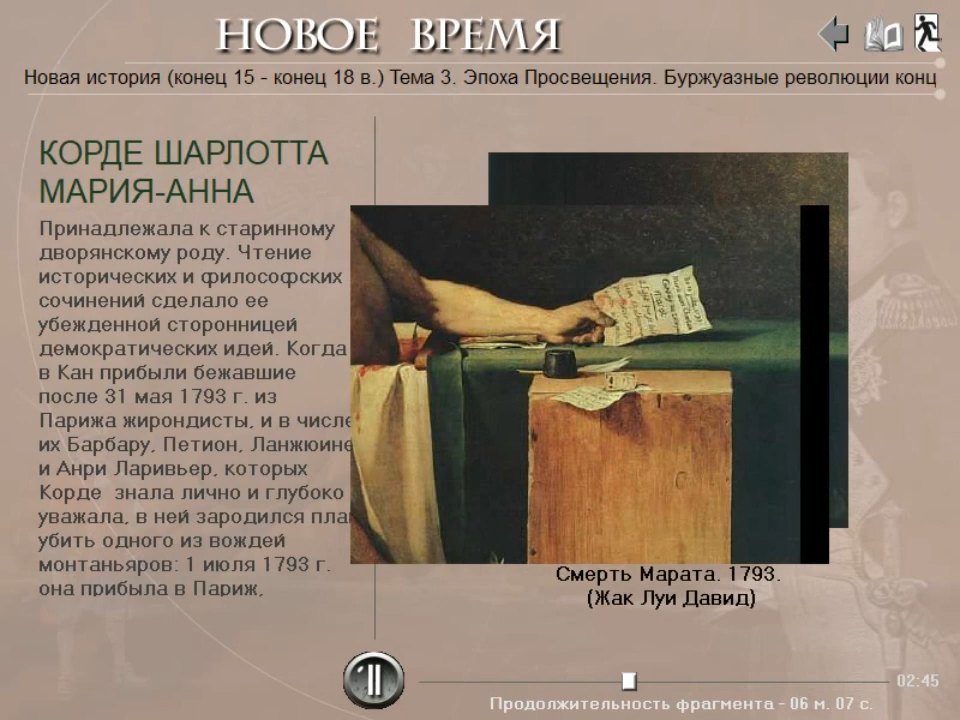 НОВОЕ ВРЕМЯ
Новая история (конец 15 - конец 18 в.) Тема 3. Эпоха Просвещения. Буржуазные революции конц
КОРДЕ ШАРЛОТТА
МАРИЯ-АННА
Принадлежала к старинному
дворянскому роду. Чтение
исторических и философских
сочинений сделало ее
убежденной сторонницей
демократических идей. Когда
в Кан прибыли бежавшие
после 31 мая 1793 г. из
Парижа жирондисты, и в числе
их Барбару, Петион, Ланжюине
и Анри Ларивьер, которых
Корде знала лично и глубоко
уважала, в ней зародился пла
убить одного из вождей
монтаньяров: 1 июля 1793 г.
она прибыла в Париж,
Смерть Марата. 1793.
(Жак Луи Давид)
02:45
Продолжительность фрагмента - 06 м. 07 с.